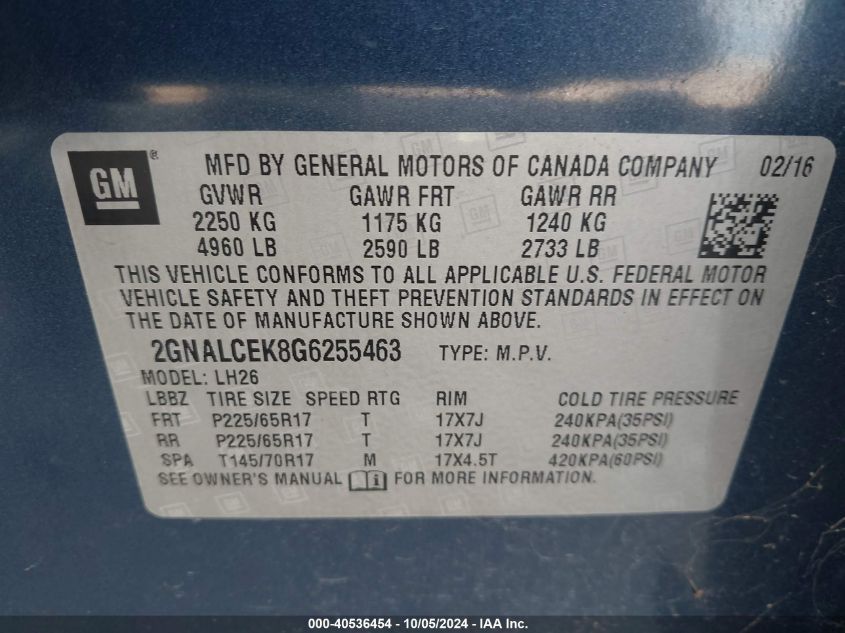 GM ® MFD BY GENERAL MOTORS OF CANADA COMPANY 02/16
GVWR GAWR FRT GAWR RR
2250 KG 1175 KG 1240 KG
4960 LB 2590 LB 2733 LB
THIS VEHICLE CONFORMS TO ALL APPLICABLE U.S. FEDERAL MOTOR
VEHICLE SAFETY AND THEFT PREVENTION STANDARDS IN EFFECT ON
THE DATE OF MANUFACTURE SHOWN ABOVE.
2GNALCEK8G6255463 TYPE: M.P.V.
MODEL: LH26
LBBZ TIRE SIZE SPEED RTG RIM COLD TIRE PRESSURE
FRT P225/65R17 T 17X7J 240KPA(35PSI)
RR P225/65R17 T 17X7J 240KPA(35PSI)
SPA T145/70R17 M 17X4.5T 420KPA(60PSI)
SEE OWNER'S MANUAL FOR MORE INFORMATION.
000-40536454 - 10/05/2024 - IAA Inc.